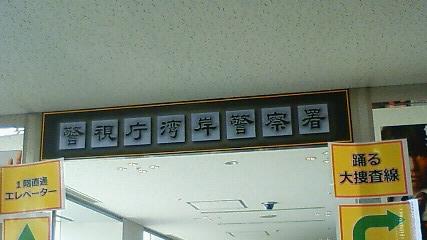 警視庁湾岸警察署
1階直通
エレベーター
踊る
大捜査線